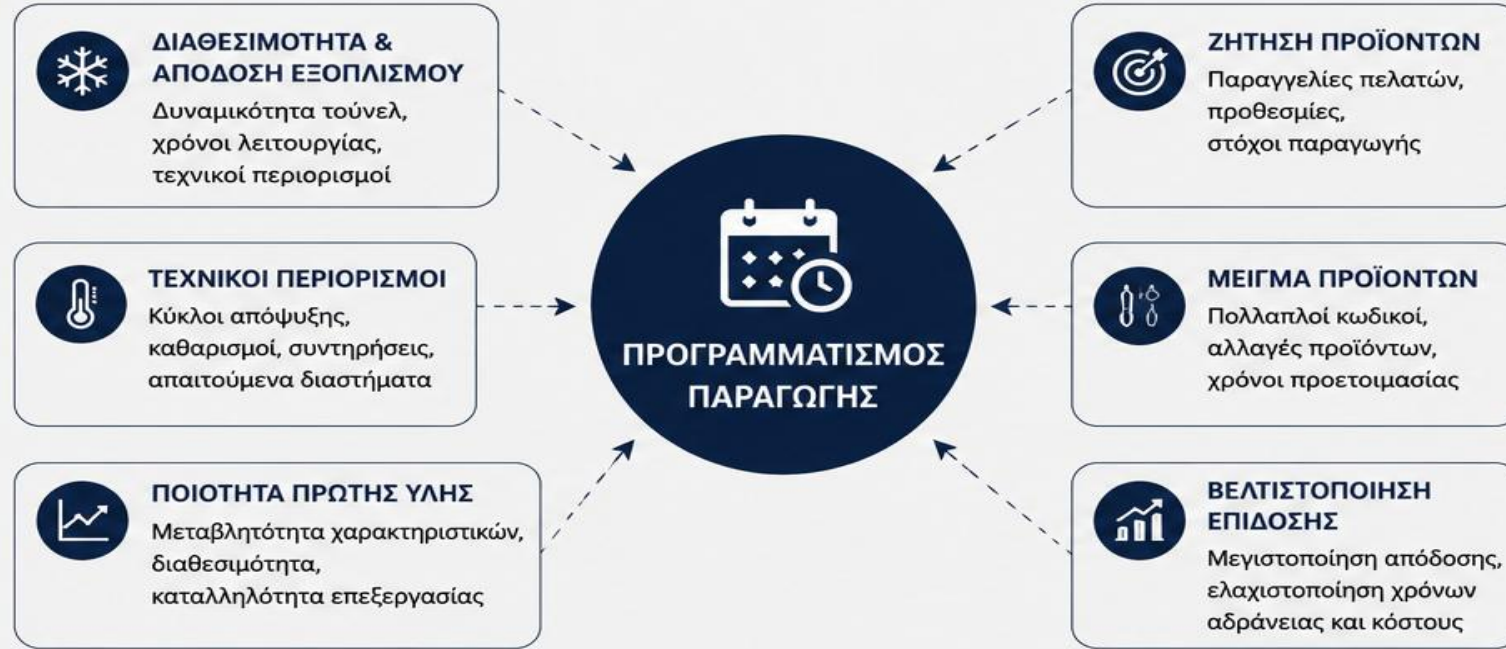 ΔΙΑΘΕΣΙΜΟΤΗΤΑ &
ΑΠΟΔΟΣΗ ΕΞΟΠΛΙΣΜΟΥ
Δυναμικότητα τούνελ,
χρόνοι λειτουργίας,
τεχνικοί περιορισμοί
ΤΕΧΝΙΚΟΙ ΠΕΡΙΟΡΙΣΜΟΙ
Κύκλοι απόψυξης,
καθαρισμοί, συντηρήσεις,
απαιτούμενα διαστήματα
ΠΟΙΟΤΗΤΑ ΠΡΩΤΗΣ ΥΛΗΣ
Μεταβλητότητα χαρακτηριστικών,
διαθεσιμότητα,
καταλληλότητα επεξεργασίας
ΠΡΟΓΡΑΜΜΑΤΙΣΜΟΣ
ΠΑΡΑΓΩΓΗΣ
ΖΗΤΗΣΗ ΠΡΟΪΟΝΤΩΝ
Παραγγελίες πελατών,
προθεσμίες,
στόχοι παραγωγής
ΜΕΙΓΜΑ ΠΡΟΪΟΝΤΩΝ
Πολλαπλοί κωδικοί,
αλλαγές προϊόντων,
χρόνοι προετοιμασίας
ΒΕΛΤΙΣΤΟΠΟΙΗΣΗ
ΕΠΙΔΟΣΗΣ
Μεγιστοποίηση απόδοσης,
ελαχιστοποίηση χρόνων
αδράνειας και κόστους